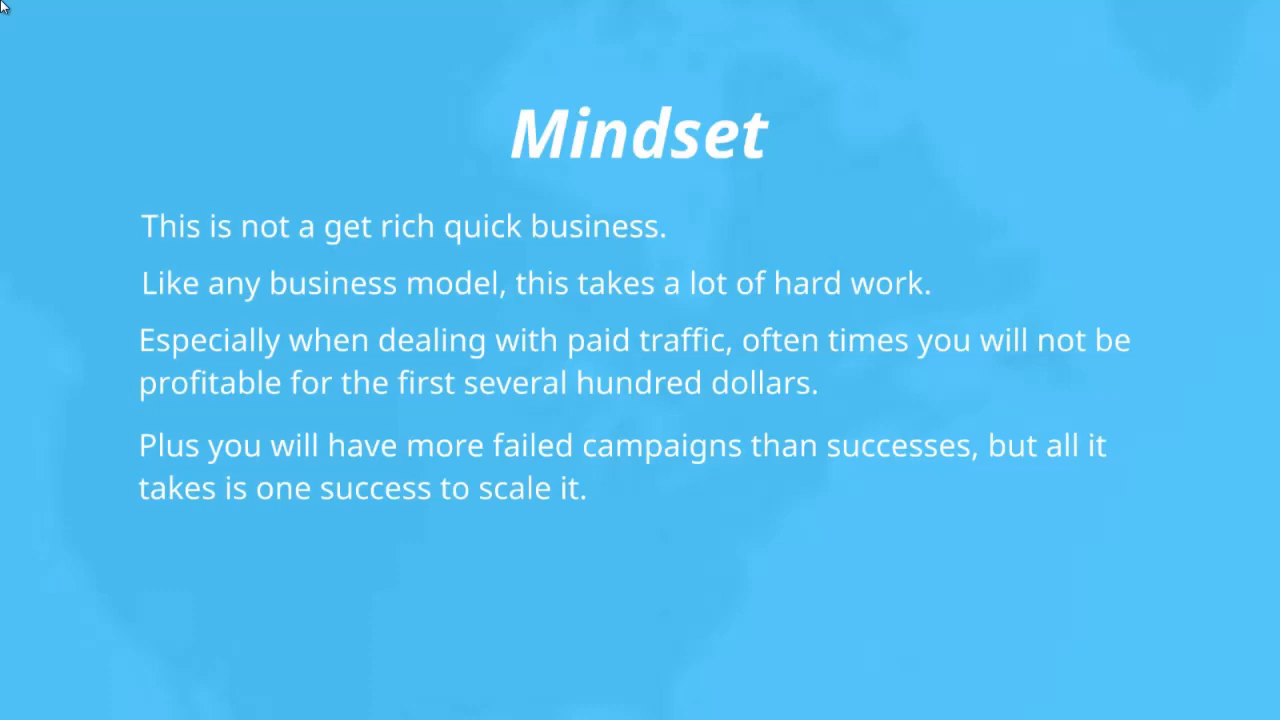 Mindset
This is not a get rich quick business.
Like any business model, this takes a lot of hard work.
Especially when dealing with paid traffic, often times you will not be
profitable for the first several hundred dollars.
Plus you will have more failed campaigns than successes, but all it
takes is one success to scale it.